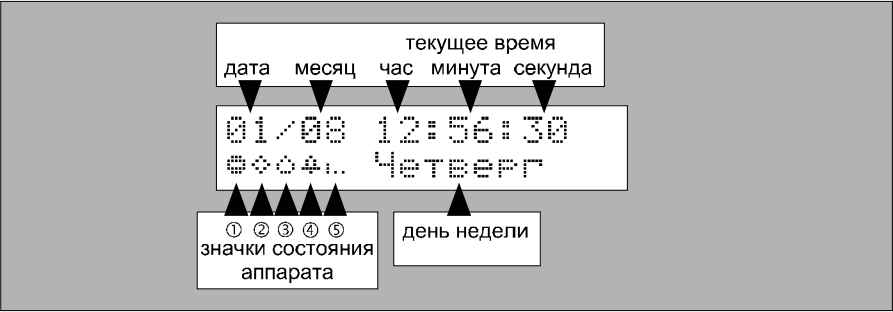 текущее время
дата месяц час минута секунда
01/08 12:56:30
Четверг
① ② ③ ④ ⑤
значки состояния
аппарата
день недели